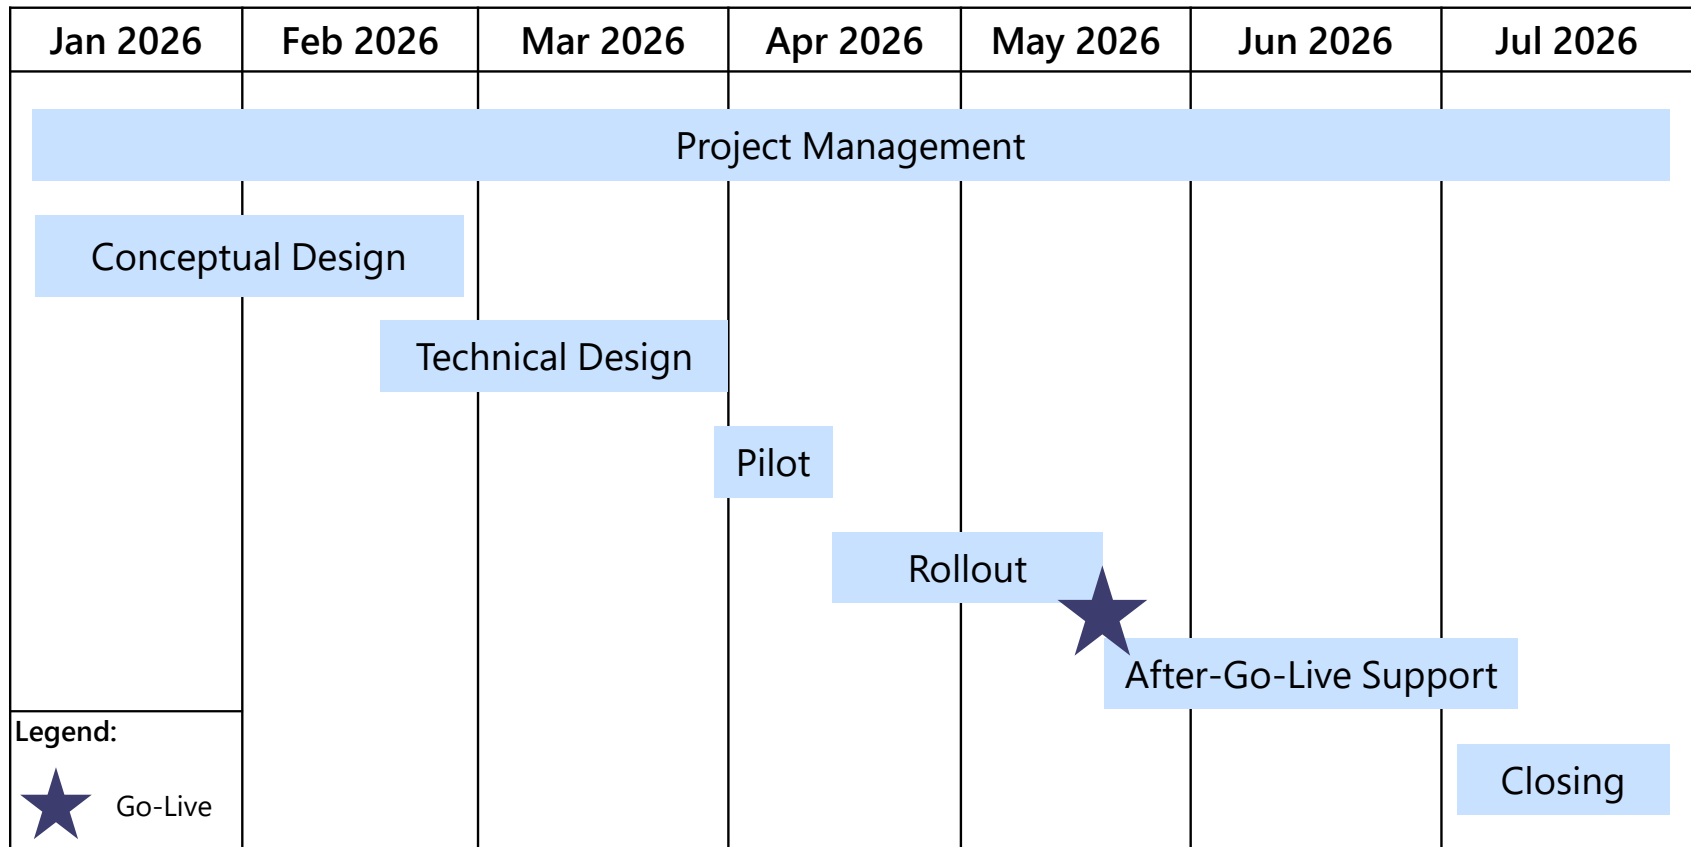 Jan 2026
Feb 2026
Mar 2026
Apr 2026
May 2026
Jun 2026
Jul 2026
Project Management
Conceptual Design
Technical Design
Pilot
Rollout
After-Go-Live Support
Closing
Legend:
Go-Live